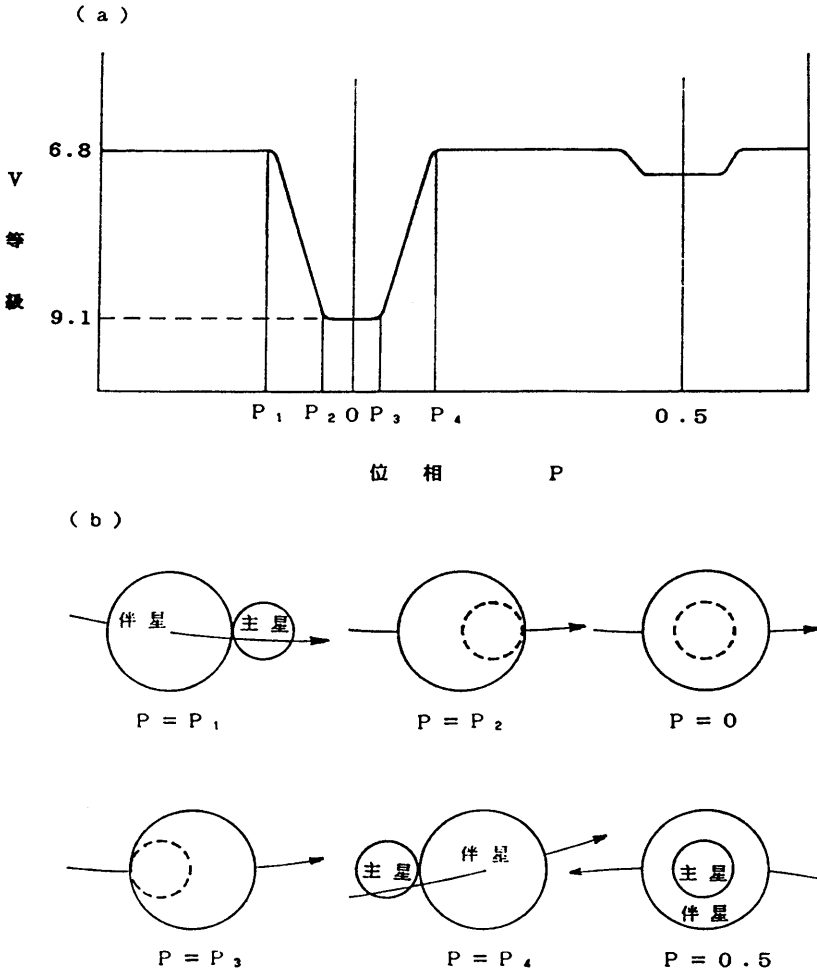 (a)
6.8
V
等
級
9.1
P₁ P₂ 0 P₃ P₄ 0.5
位相 P
(b)
伴星 主星
P = P₁ P = P₂ P = 0
主星 伴星 主星
伴星
P = P₃ P = P₄ P = 0.5